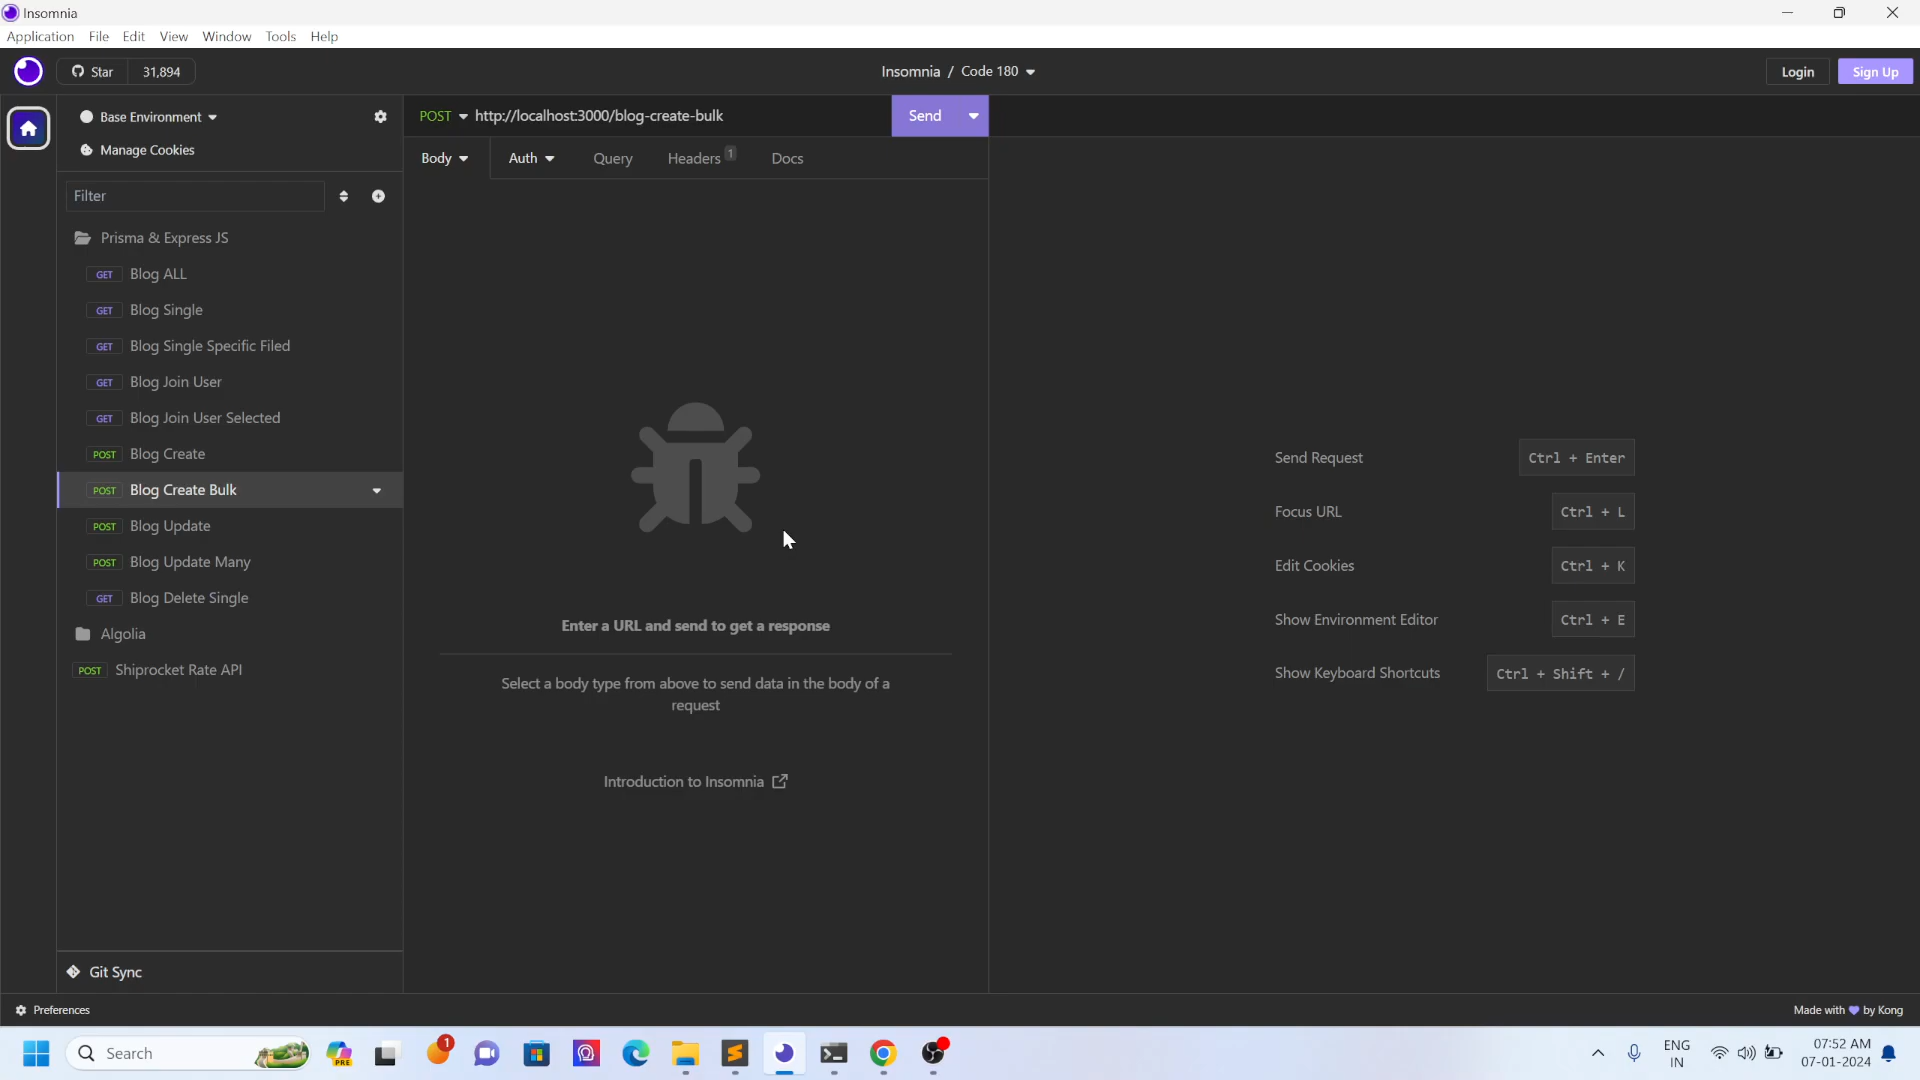 Insomnia
Application File Edit View Window Tools Help
Star 31,894
Insomnia / Code 180
Login Sign Up
Base Environment
Manage Cookies
Filter
Prisma & Express JS
GET Blog ALL
GET Blog Single
GET Blog Single Specific Filed
GET Blog Join User
GET Blog Join User Selected
POST Blog Create
POST Blog Create Bulk
POST Blog Update
POST Blog Update Many
GET Blog Delete Single
Algolia
POST Shiprocket Rate API
Git Sync
POST http://localhost:3000/blog-create-bulk Send
Body Auth Query Headers 1 Docs
Enter a URL and send to get a response
Select a body type from above to send data in the body of a
request
Introduction to Insomnia
Send Request Ctrl + Enter
Focus URL Ctrl + L
Edit Cookies Ctrl + K
Show Environment Editor Ctrl + E
Show Keyboard Shortcuts Ctrl + Shift + /
Preferences
Made with by Kong
Search
PRE
1
ENG
IN
07:52 AM
07-01-2024